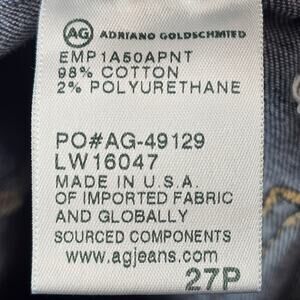 AG ADRIANO GOLDSCHMIED
EMP1A50APNT
98% COTTON
2% POLYURETHANE
PO#AG-49129
LW16047
MADE IN U.S.A.
OF IMPORTED FABRIC
AND GLOBALLY
SOURCED COMPONENTS
www.agjeans.com
27P